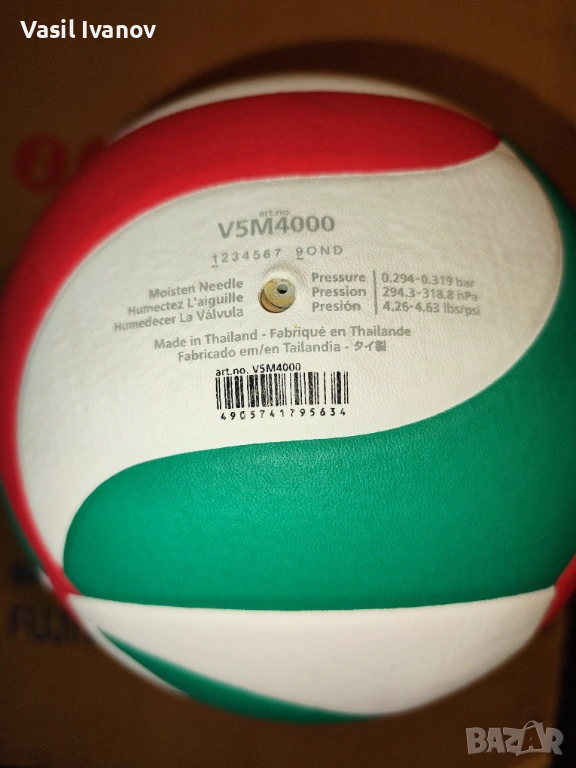 Vasil Ivanov
art.no.
V5M4000
1234567 9OND
Moisten Needle
Humectez L'aiguille
Humedecer La Válvula
Pressure | 0.294-0.319 bar
Pression | 294.3-318.8 hPa
Presión | 4.26-4.63 lbs/psi
Made in Thailand - Fabriqué en Thaïlande
Fabricado em/en Tailandia - タイ製
art.no. V5M4000
4905741795634
BAZAR